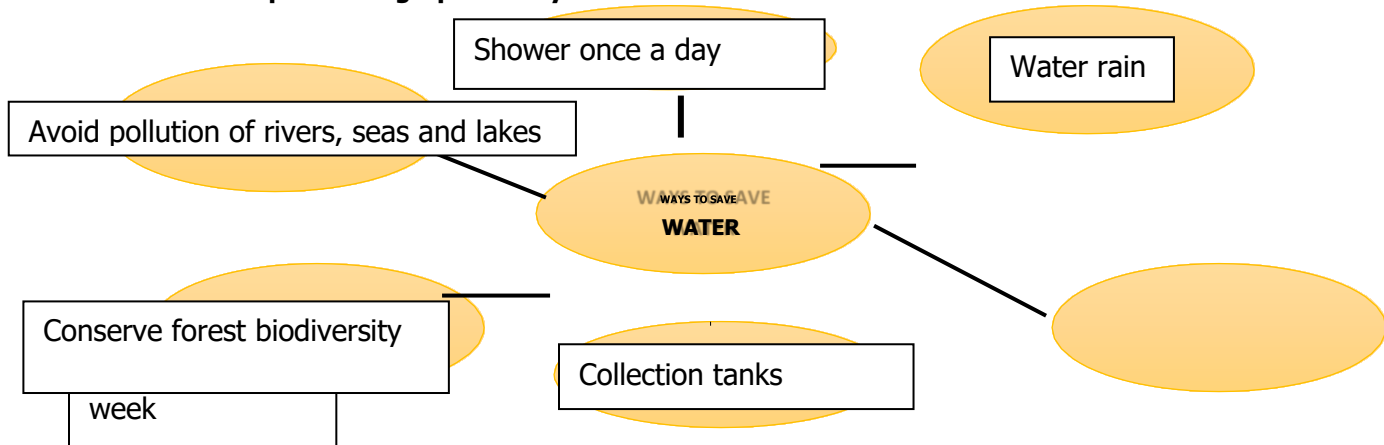 Shower once a day
Water rain
Avoid pollution of rivers, seas and lakes
WAYS TO SAVE
WATER
Conserve forest biodiversity
Collection tanks
week